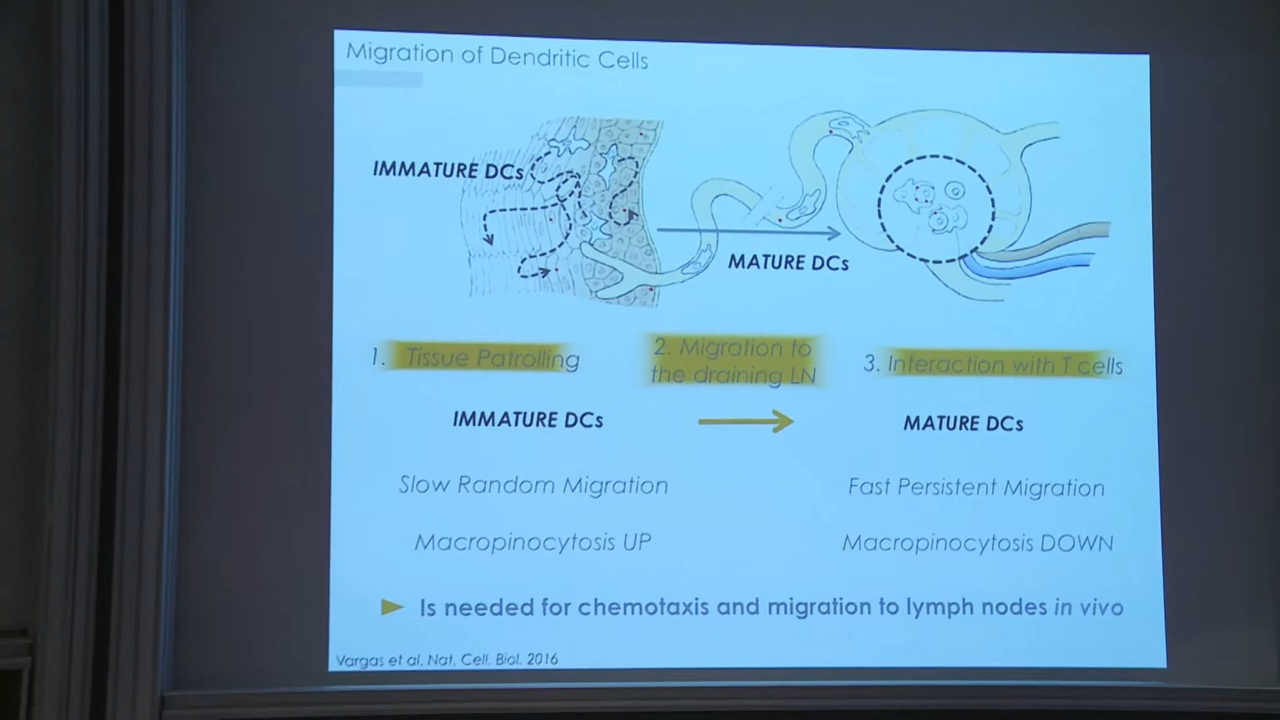 Migration of Dendritic Cells
IMMATURE DCs
MATURE DCs
1. Tissue Patrolling
2. Migration to
the draining LN
3. Interaction with T cells
IMMATURE DCs
MATURE DCs
Slow Random Migration
Fast Persistent Migration
Macropinocytosis UP
Macropinocytosis DOWN
Is needed for chemotaxis and migration to lymph nodes in vivo
Vargas et al. Nat. Cell. Biol. 2016